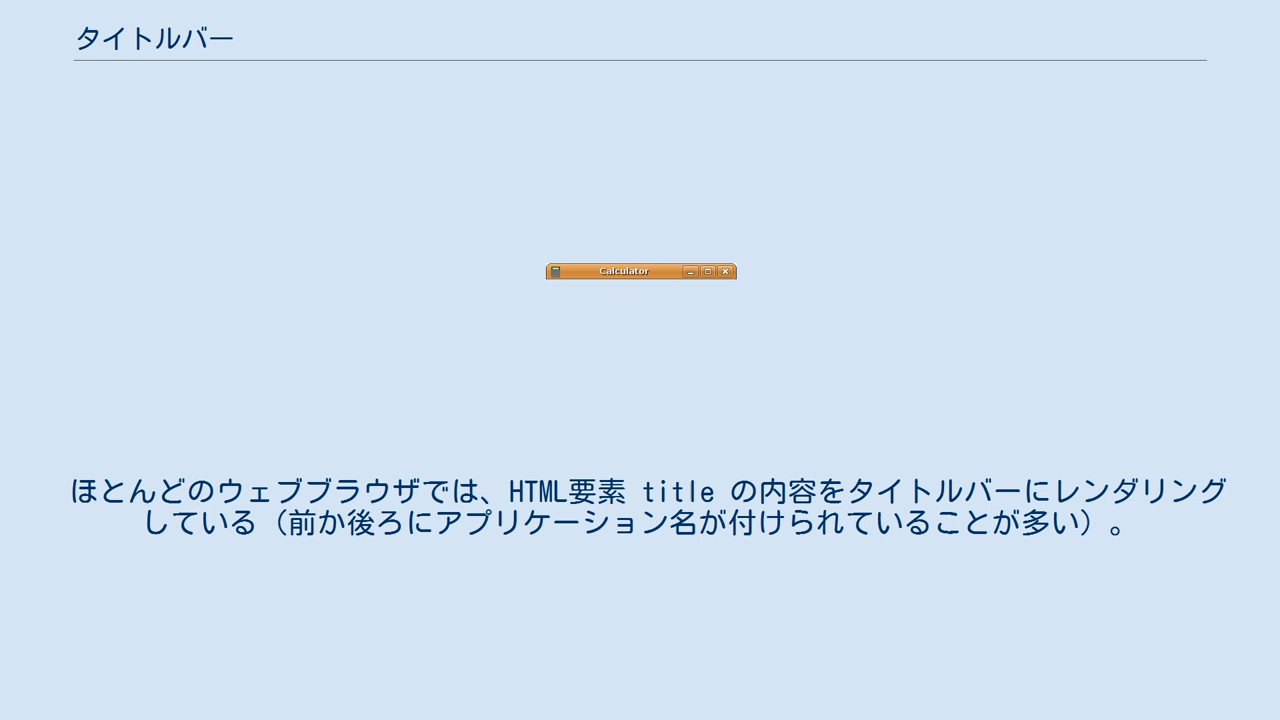 タイトルバー
Calculator
ほとんどのウェブブラウザでは、HTML要素 title の内容をタイトルバーにレンダリング
している（前か後ろにアプリケーション名が付けられていることが多い）。